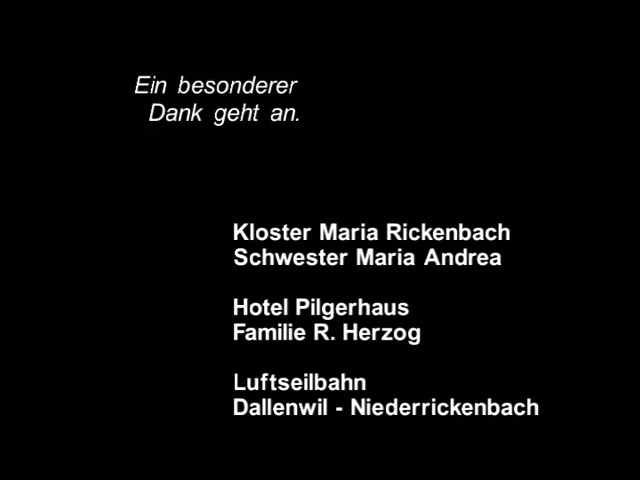 Ein besonderer
Dank geht an.
Kloster Maria Rickenbach
Schwester Maria Andrea
Hotel Pilgerhaus
Familie R. Herzog
Luftseilbahn
Dallenwil - Niederrickenbach